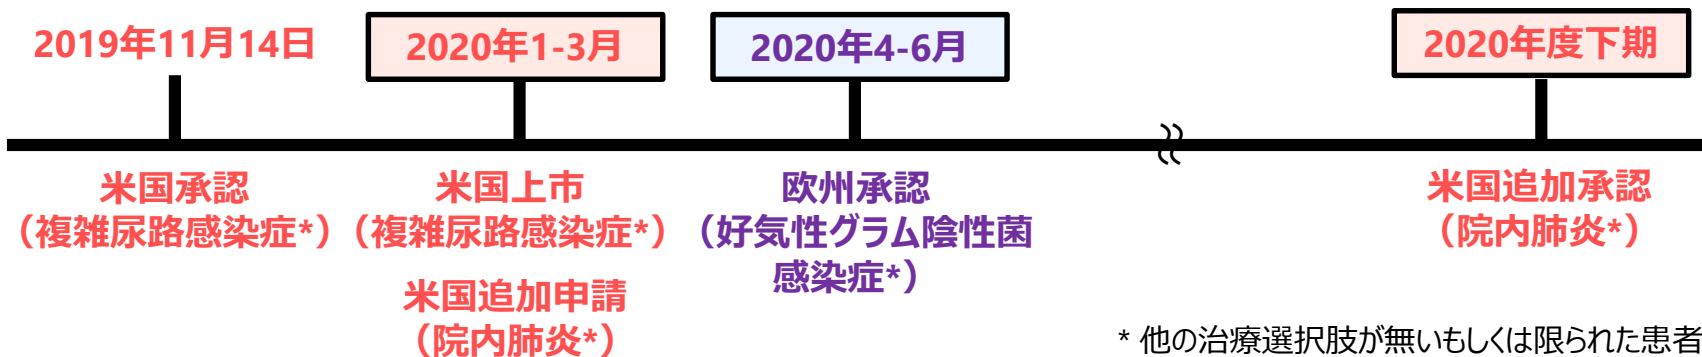 2019年11月14日
2020年1-3月
2020年4-6月
2020年度下期
米国承認
（複雑尿路感染症*）
米国上市
（複雑尿路感染症*）
米国追加申請
（院内肺炎*）
欧州承認
（好気性グラム陰性菌
感染症*）
米国追加承認
（院内肺炎*）
* 他の治療選択肢が無いもしくは限られた患者